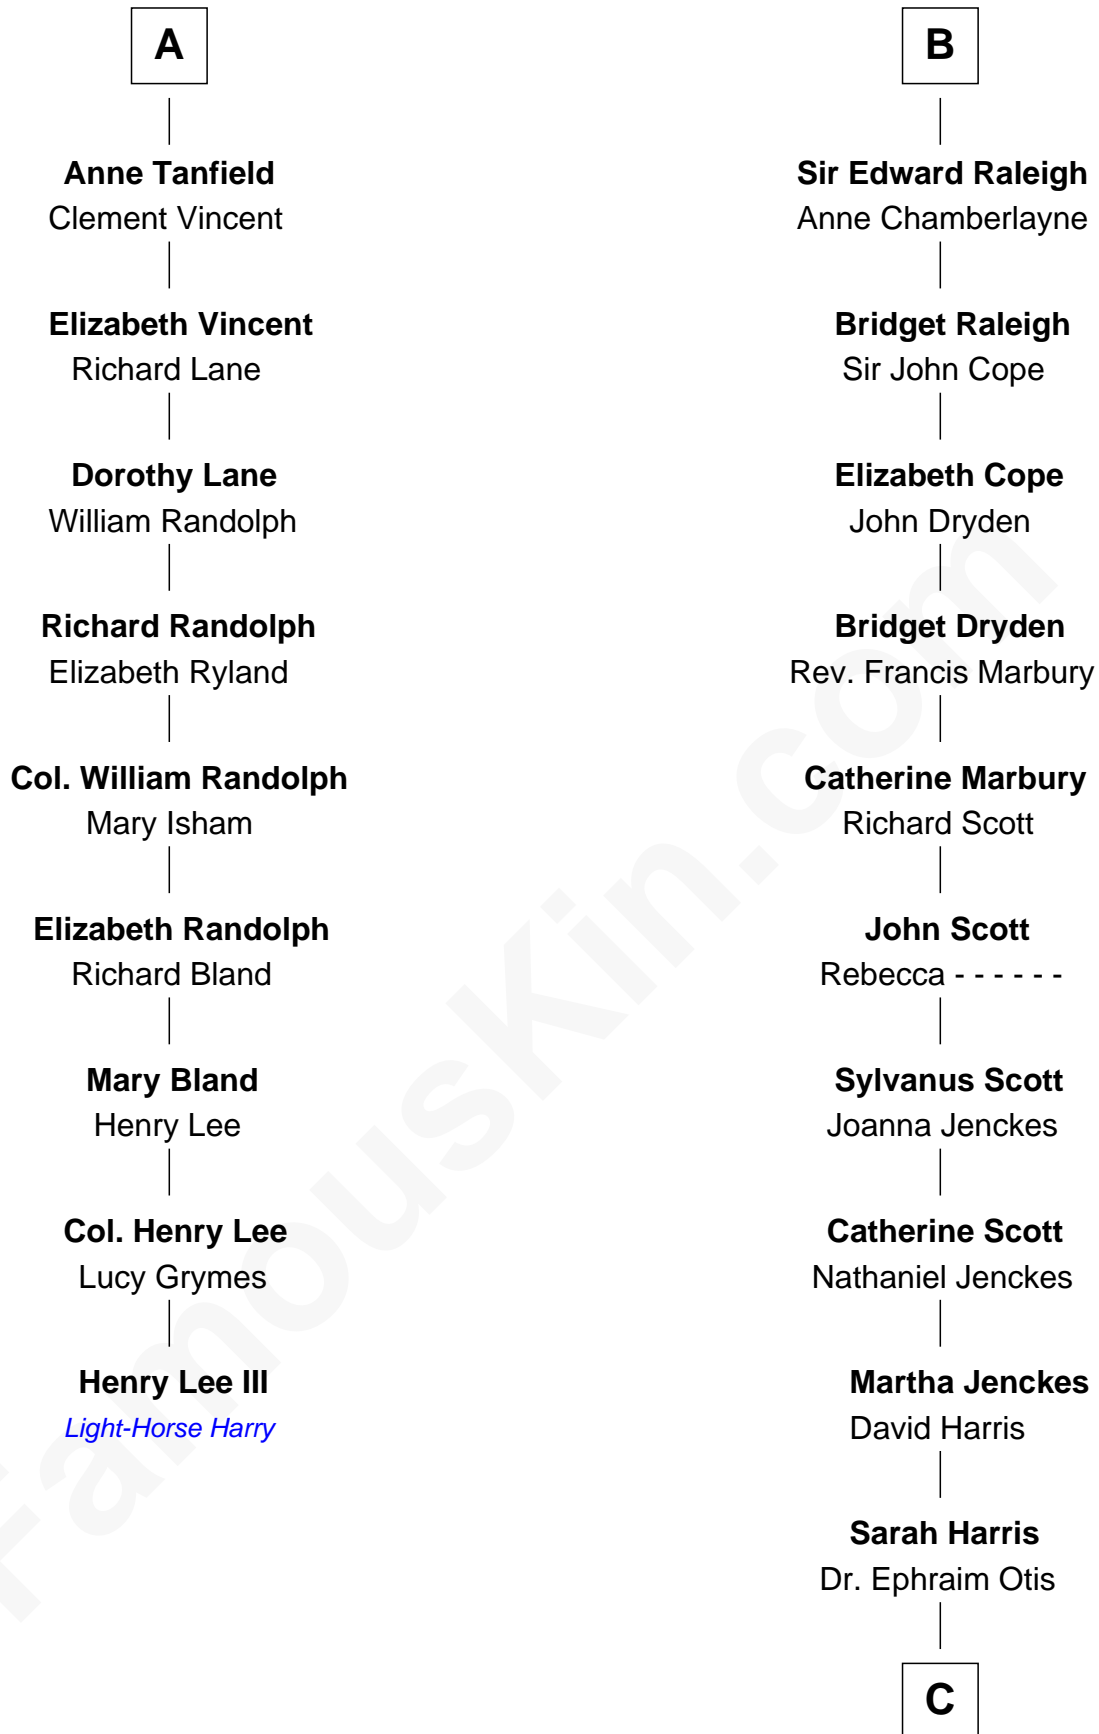 A
Anne Tanfield
Clement Vincent
Elizabeth Vincent
Richard Lane
Dorothy Lane
William Randolph
Richard Randolph
Elizabeth Ryland
Col. William Randolph
Mary Isham
Elizabeth Randolph
Richard Bland
Mary Bland
Henry Lee
Col. Henry Lee
Lucy Grymes
Henry Lee III
Light-Horse Harry
B
Sir Edward Raleigh
Anne Chamberlayne
Bridget Raleigh
Sir John Cope
Elizabeth Cope
John Dryden
Bridget Dryden
Rev. Francis Marbury
Catherine Marbury
Richard Scott
John Scott
Rebecca - - - - - -
Sylvanus Scott
Joanna Jenckes
Catherine Scott
Nathaniel Jenckes
Martha Jenckes
David Harris
Sarah Harris
Dr. Ephraim Otis
C
FamousKin.com